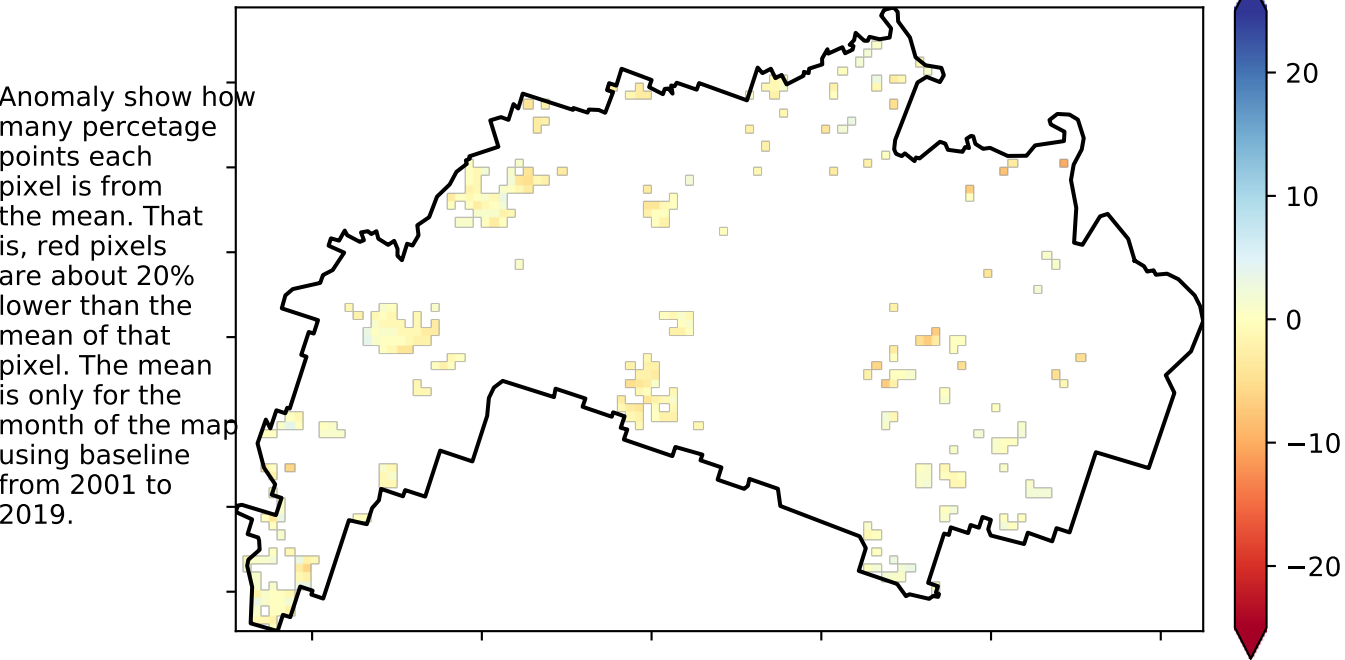 Anomaly show how
many percetage
points each
pixel is from
the mean. That
is, red pixels
are about 20%
lower than the
mean of that
pixel. The mean
is only for the
month of the map
using baseline
from 2001 to
2019.
20
10
0
−10
−20